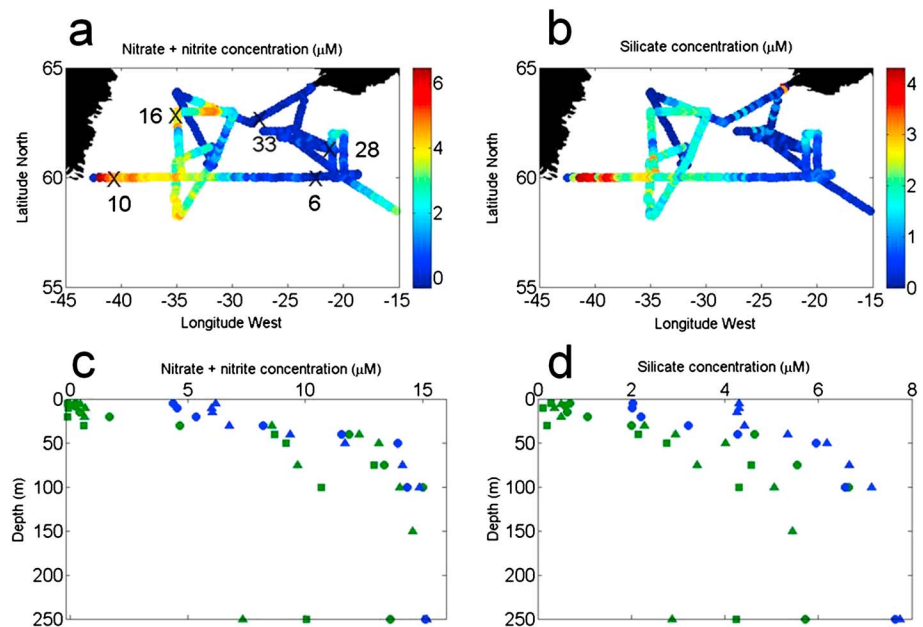 a
Nitrate + nitrite concentration (μM)
65
60
55
Latitude North
-45 -40 -35 -30 -25 -20 -15
Longitude West
16
33
28
10
6
6
4
2
0
b
Silicate concentration (μM)
65
60
55
Latitude North
-45 -40 -35 -30 -25 -20 -15
Longitude West
4
3
2
1
0
c
Nitrate + nitrite concentration (μM)
0 5 10 15
0
50
100
150
200
250
Depth (m)
d
Silicate concentration (μM)
0 2 4 6 8
0
50
100
150
200
250
Depth (m)